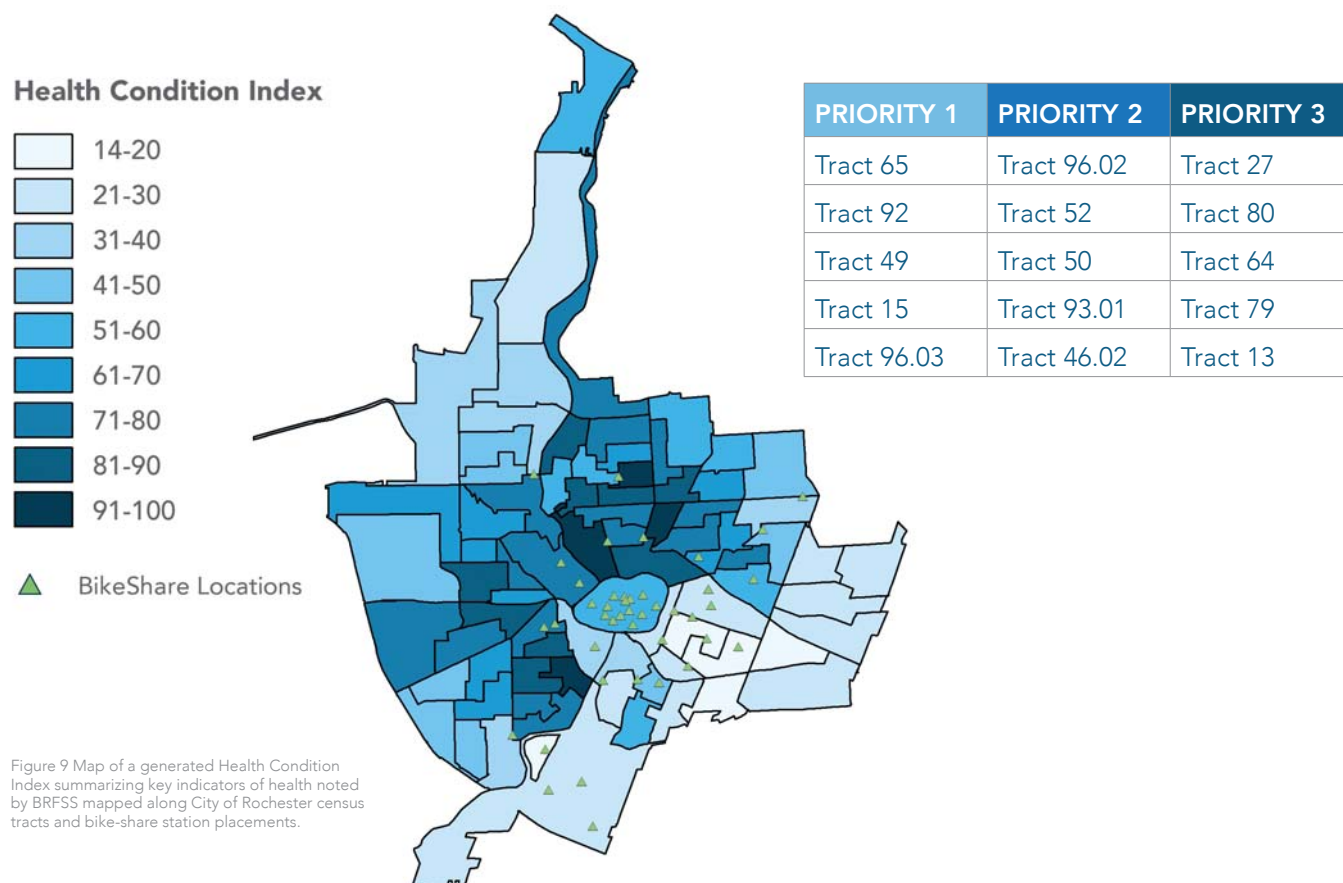 Health Condition Index
14-20
21-30
31-40
41-50
51-60
61-70
71-80
81-90
91-100
BikeShare Locations
PRIORITY 1 PRIORITY 2 PRIORITY 3
Tract 65 Tract 96.02 Tract 27
Tract 92 Tract 52 Tract 80
Tract 49 Tract 50 Tract 64
Tract 15 Tract 93.01 Tract 79
Tract 96.03 Tract 46.02 Tract 13
Figure 9 Map of a generated Health Condition
Index summarizing key indicators of health noted
by BRFSS mapped along City of Rochester census
tracts and bike-share station placements.